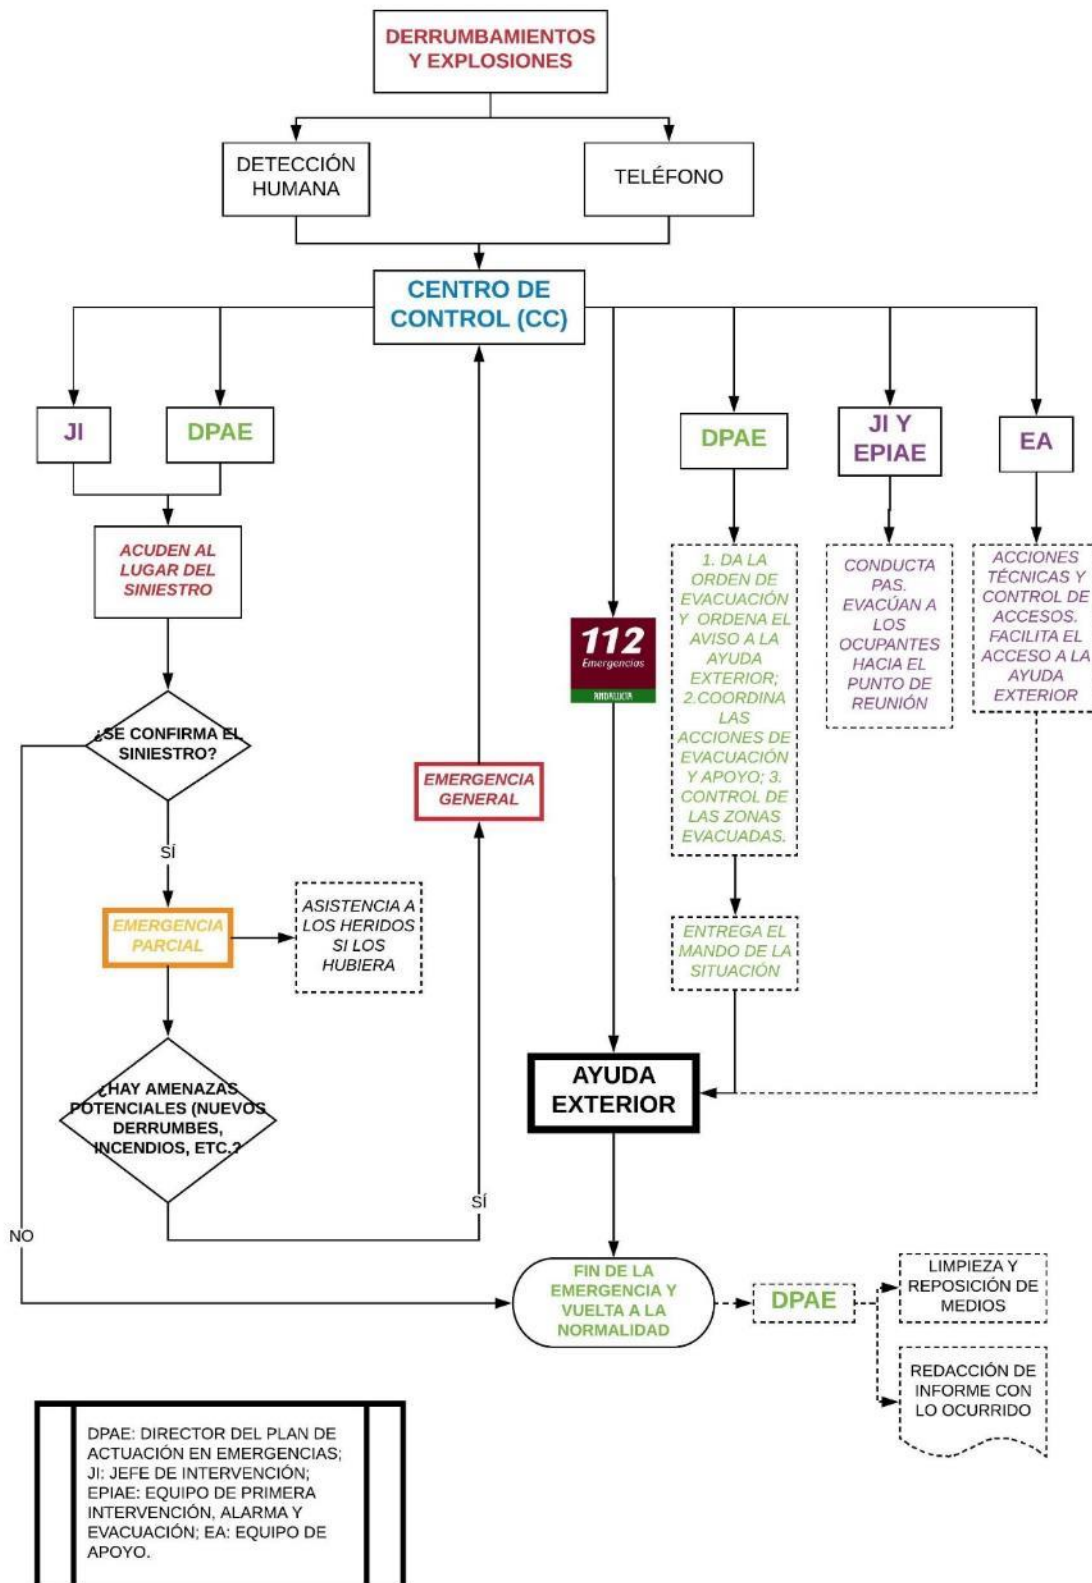 DERRUMBAMIENTOS
Y EXPLOSIONES
DETECCIÓN
HUMANA
TELÉFONO
CENTRO DE
CONTROL (CC)
JI
DPAE
DPAE
JI Y
EPIAE
EA
ACUDEN AL
LUGAR DEL
SINIESTRO
1. DA LA
ORDEN DE
EVACUACIÓN
Y ORDENA EL
AVISO A LA
AYUDA
EXTERIOR;
2.COORDINA
LAS
ACCIONES DE
EVACUACIÓN
Y APOYO; 3.
CONTROL DE
LAS ZONAS
EVACUADAS.
CONDUCTA
PAS.
EVACÚAN A
LOS
OCUPANTES
HACIA EL
PUNTO DE
REUNIÓN
ACCIONES
TÉCNICAS Y
CONTROL DE
ACCESOS.
FACILITA EL
ACCESO A LA
AYUDA
EXTERIOR
112
Emergencias
ANDALUCIA
¿SE CONFIRMA EL
SINIESTRO?
EMERGENCIA
GENERAL
SÍ
EMERGENCIA
PARCIAL
ASISTENCIA A
LOS HERIDOS
SI LOS
HUBIERA
ENTREGA EL
MANDO DE LA
SITUACIÓN
¿HAY AMENAZAS
POTENCIALES (NUEVOS
DERRUMBES,
INCENDIOS, ETC.?
AYUDA
EXTERIOR
SÍ
NO
FIN DE LA
EMERGENCIA Y
VUELTA A LA
NORMALIDAD
DPAE
LIMPIEZA Y
REPOSICIÓN DE
MEDIOS
REDACCIÓN DE
INFORME CON
LO OCURRIDO
DPAE: DIRECTOR DEL PLAN DE
ACTUACIÓN EN EMERGENCIAS;
JI: JEFE DE INTERVENCIÓN;
EPIAE: EQUIPO DE PRIMERA
INTERVENCIÓN, ALARMA Y
EVACUACIÓN; EA: EQUIPO DE
APOYO.